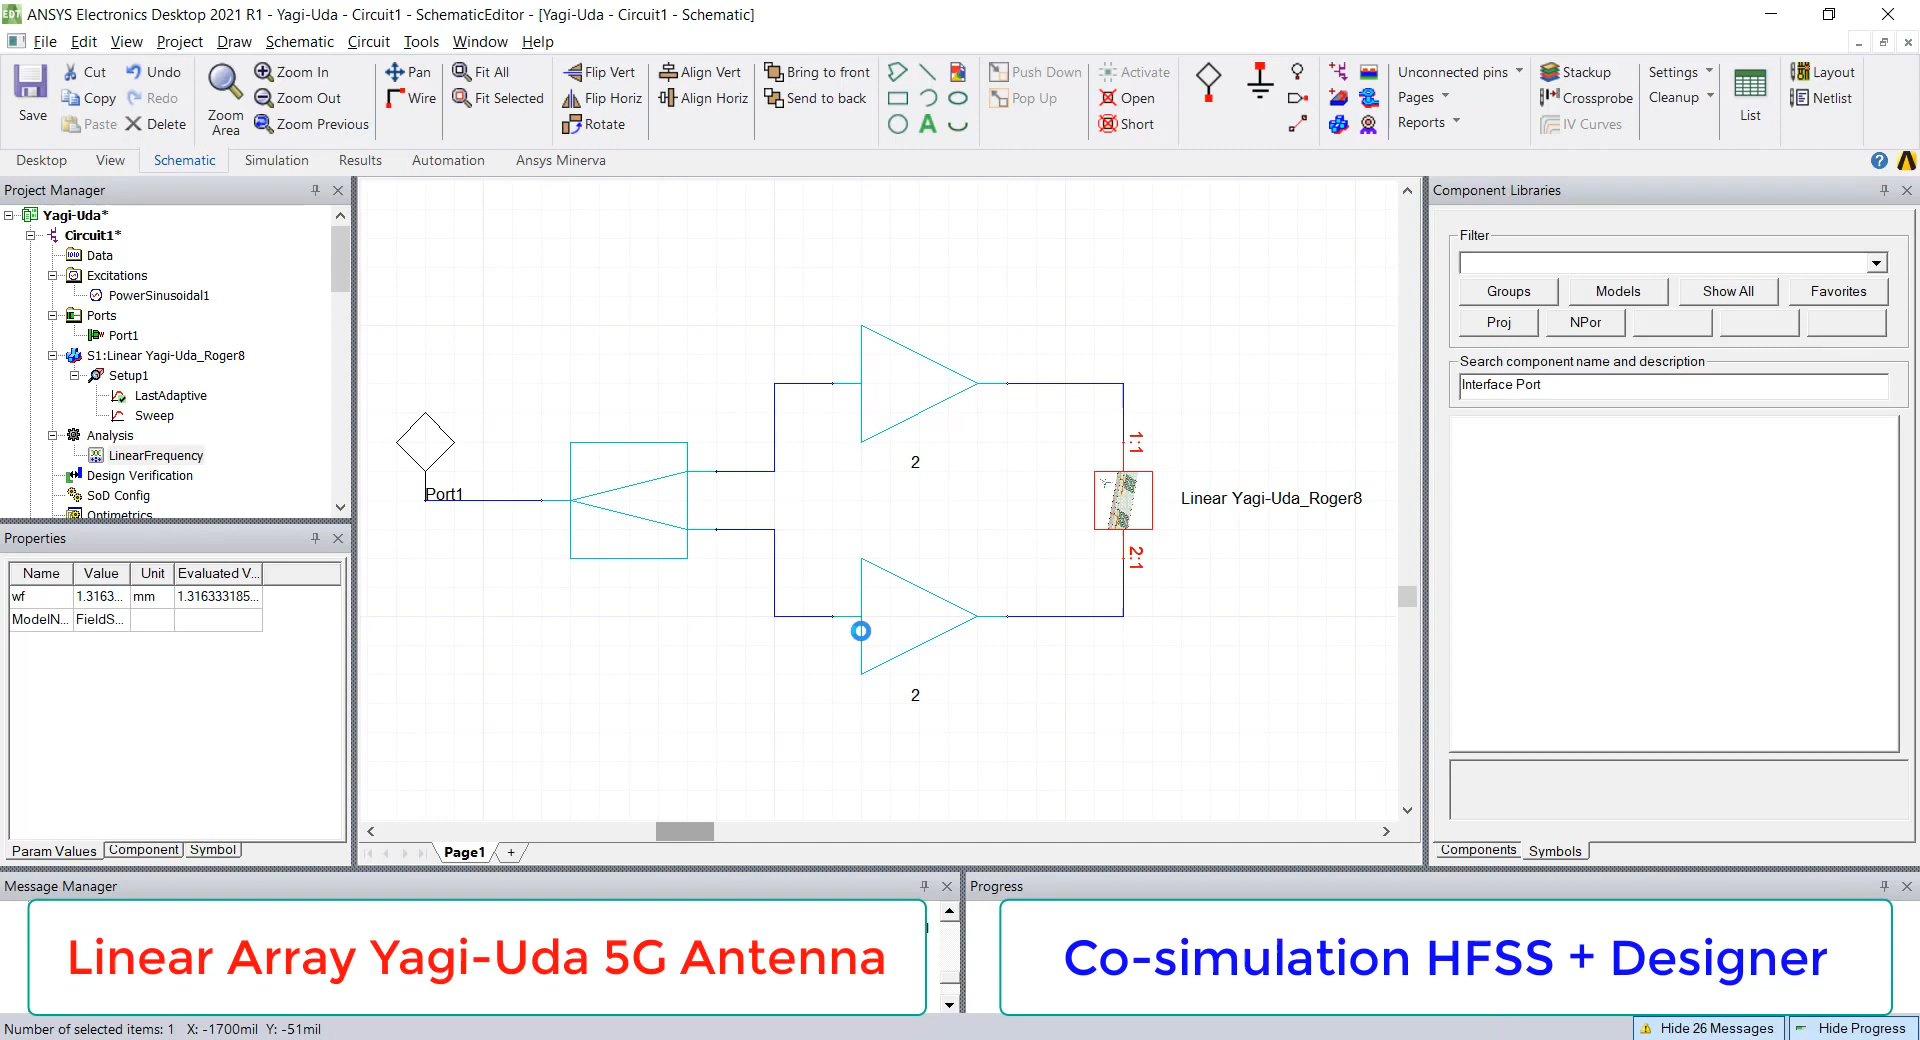 ANSYS Electronics Desktop 2021 R1 - Yagi-Uda - Circuit1 - SchematicEditor - [Yagi-Uda - Circuit1 - Schematic]
File Edit View Project Draw Schematic Circuit Tools Window Help
Save
Cut Undo
Copy Redo
Paste Delete
Zoom Area
Zoom In
Zoom Out
Zoom Previous
Pan
Wire
Fit All
Fit Selected
Flip Vert
Flip Horiz
Rotate
Align Vert
Align Horiz
Bring to front
Send to back
Push Down
Pop Up
Activate
Open
Short
Unconnected pins
Pages
Reports
Stackup
Crossprobe
IV Curves
Settings
Cleanup
List
Layout
Netlist
Desktop View Schematic Simulation Results Automation Ansys Minerva
Project Manager
Yagi-Uda*
Circuit1*
Data
Excitations
PowerSinusoidal1
Ports
Port1
S1:Linear Yagi-Uda_Roger8
Setup1
LastAdaptive
Sweep
Analysis
LinearFrequency
Design Verification
SoD Config
Optimetrics
Properties
Name Value Unit Evaluated V...
wf 1.3163... mm 1.316333185...
ModelN... FieldS...
Param Values Component Symbol
Port1
2
2
1:1
2:1
Linear Yagi-Uda_Roger8
Page1 +
Component Libraries
Filter
Groups Models Show All Favorites
Proj NPor
Search component name and description
Interface Port
Components Symbols
Message Manager
Progress
Linear Array Yagi-Uda 5G Antenna
Co-simulation HFSS + Designer
Number of selected items: 1 X: -1700mil Y: -51mil
Hide 26 Messages Hide Progress